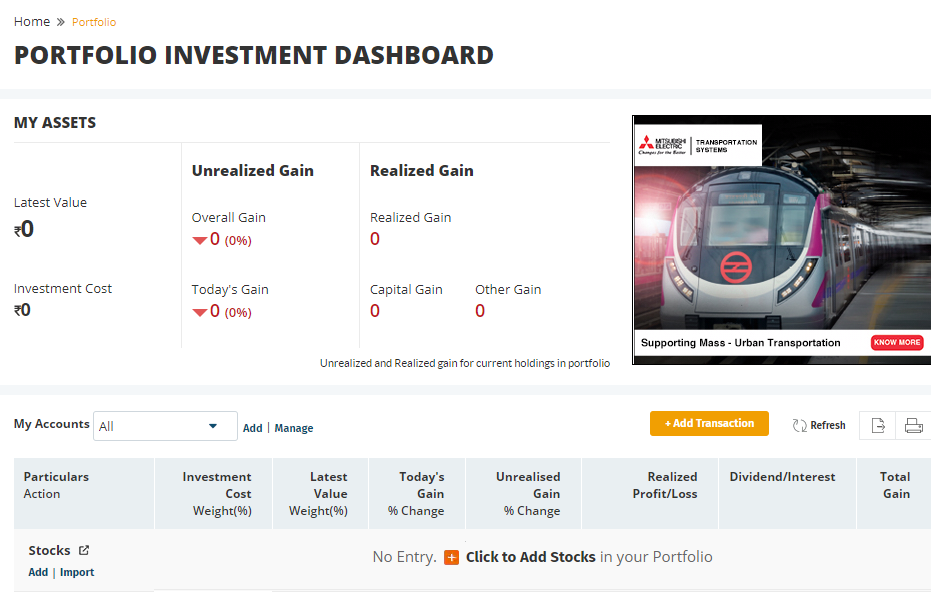 Home » Portfolio
PORTFOLIO INVESTMENT DASHBOARD
MY ASSETS
Latest Value
₹0
Investment Cost
₹0
Unrealized Gain
Overall Gain
0 (0%)
Today's Gain
0 (0%)
Realized Gain
Realized Gain
0
Capital Gain Other Gain
0 0
Unrealized and Realized gain for current holdings in portfolio
MITSUBISHI
ELECTRIC
Changes for the Better
TRANSPORTATION
SYSTEMS
Supporting Mass - Urban Transportation KNOW MORE
My Accounts All Add | Manage + Add Transaction Refresh
Particulars
Action
Investment
Cost
Weight(%)
Latest
Value
Weight(%)
Today's
Gain
% Change
Unrealised
Gain
% Change
Realized
Profit/Loss
Dividend/Interest
Total
Gain
Stocks
Add | Import
No Entry. + Click to Add Stocks in your Portfolio